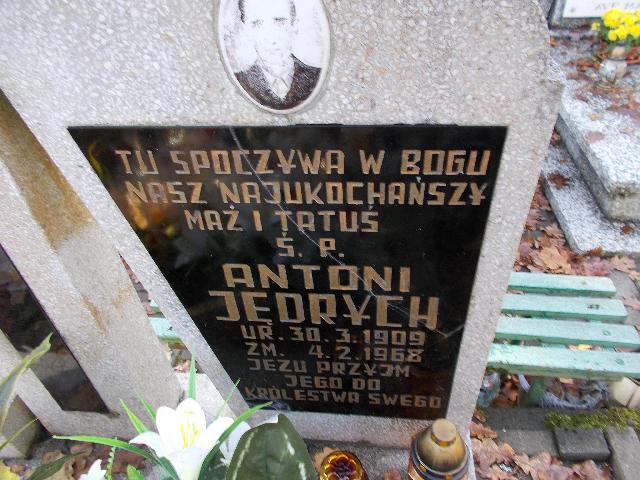 TU SPOCZYWA W BOGU
NASZ NAJUKOCHAŃSZY
MĄŻ I TATUŚ
Ś. P.
ANTONI
JĘDRYCH
UR. 30.3.1909
ZM. 4.2.1968
JEZU PRZYJM
JEGO DO
KRÓLESTWA SWEGO